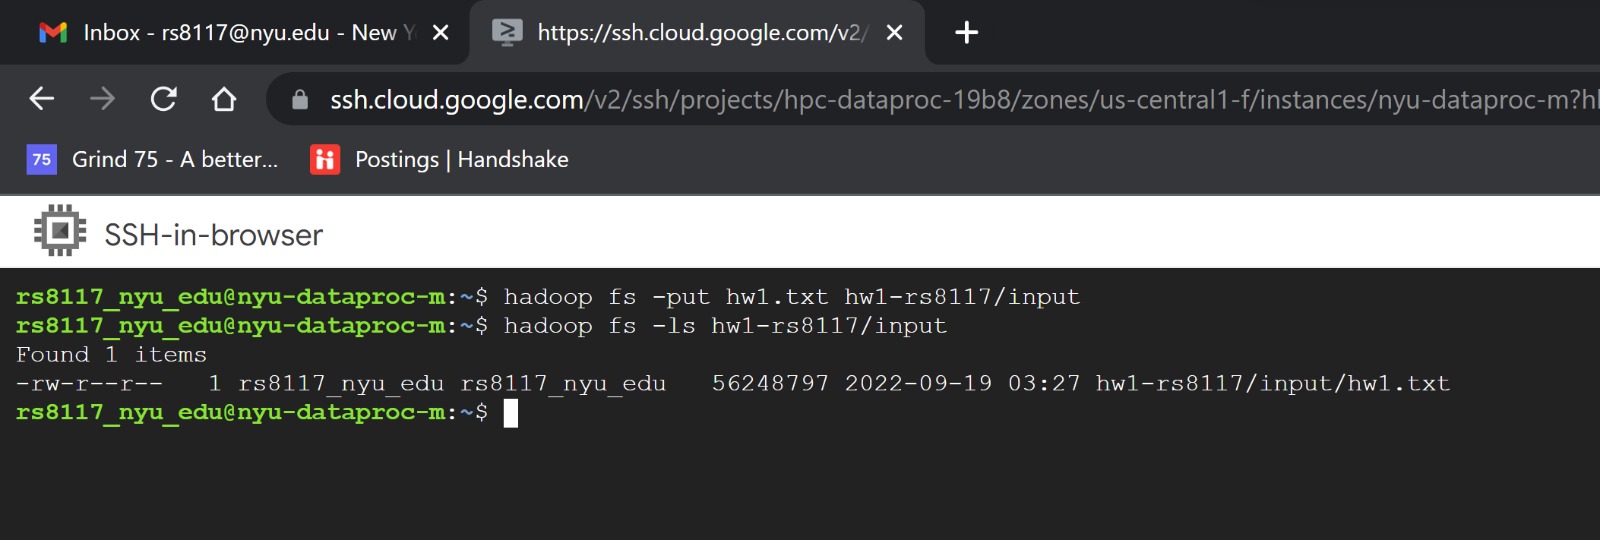 Inbox - rs8117@nyu.edu - New Y
https://ssh.cloud.google.com/v2/
ssh.cloud.google.com/v2/ssh/projects/hpc-dataproc-19b8/zones/us-central1-f/instances/nyu-dataproc-m?h
75 Grind 75 - A better... Postings | Handshake
SSH-in-browser
rs8117_nyu_edu@nyu-dataproc-m:~$ hadoop fs -put hw1.txt hw1-rs8117/input
rs8117_nyu_edu@nyu-dataproc-m:~$ hadoop fs -ls hw1-rs8117/input
Found 1 items
-rw-r--r--   1 rs8117_nyu_edu rs8117_nyu_edu   56248797 2022-09-19 03:27 hw1-rs8117/input/hw1.txt
rs8117_nyu_edu@nyu-dataproc-m:~$